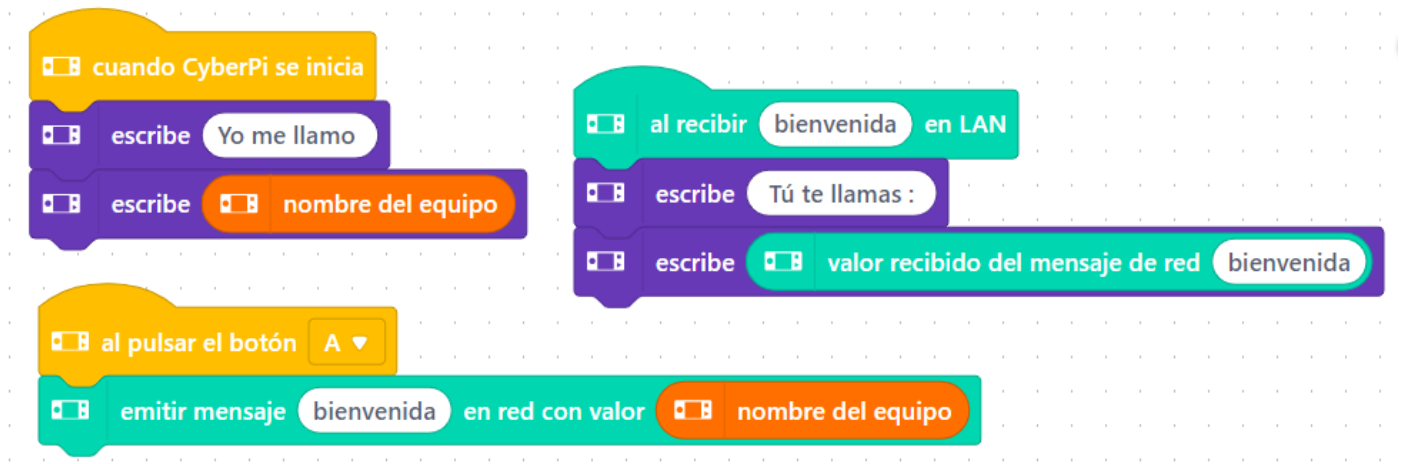 cuando CyberPi se inicia
escribe Yo me llamo
escribe nombre del equipo
al recibir bienvenida en LAN
escribe Tú te llamas :
escribe valor recibido del mensaje de red bienvenida
al pulsar el botón A
emitir mensaje bienvenida en red con valor nombre del equipo